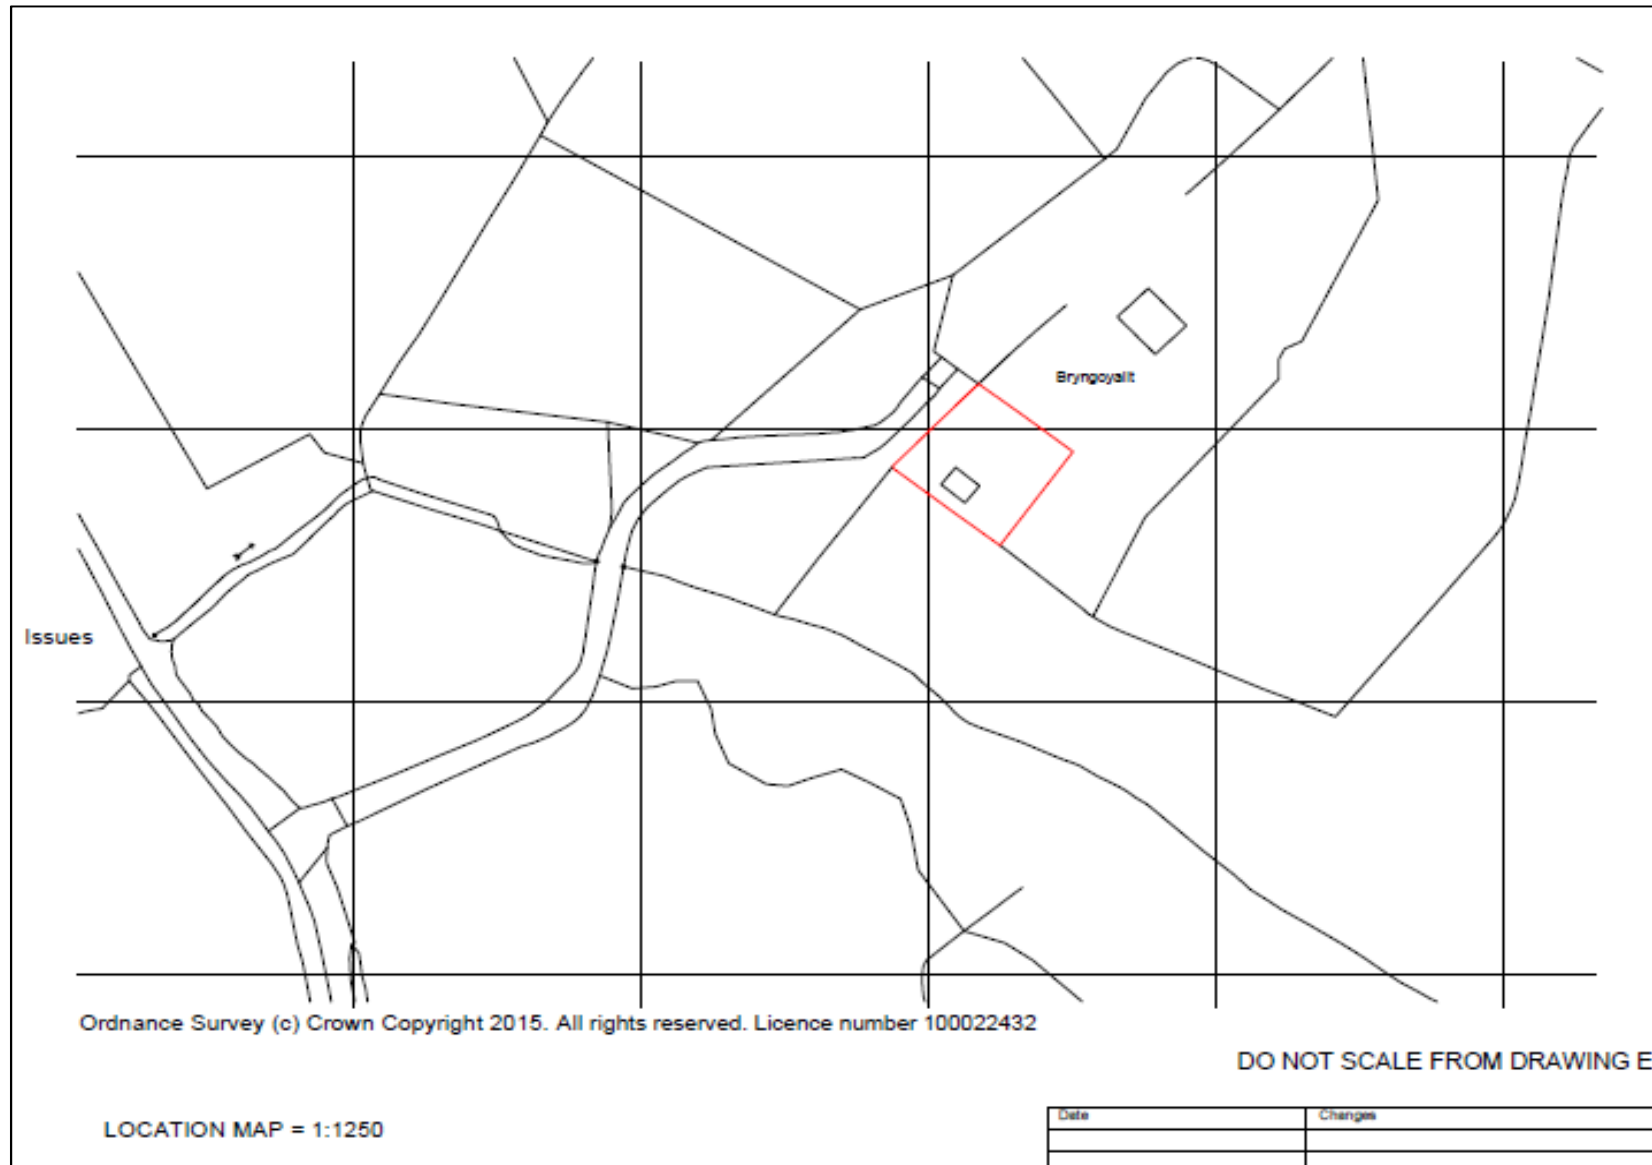 Bryngoyallt
Issues
Ordnance Survey (c) Crown Copyright 2015. All rights reserved. Licence number 100022432
DO NOT SCALE FROM DRAWING E
LOCATION MAP = 1:1250
Date Changes